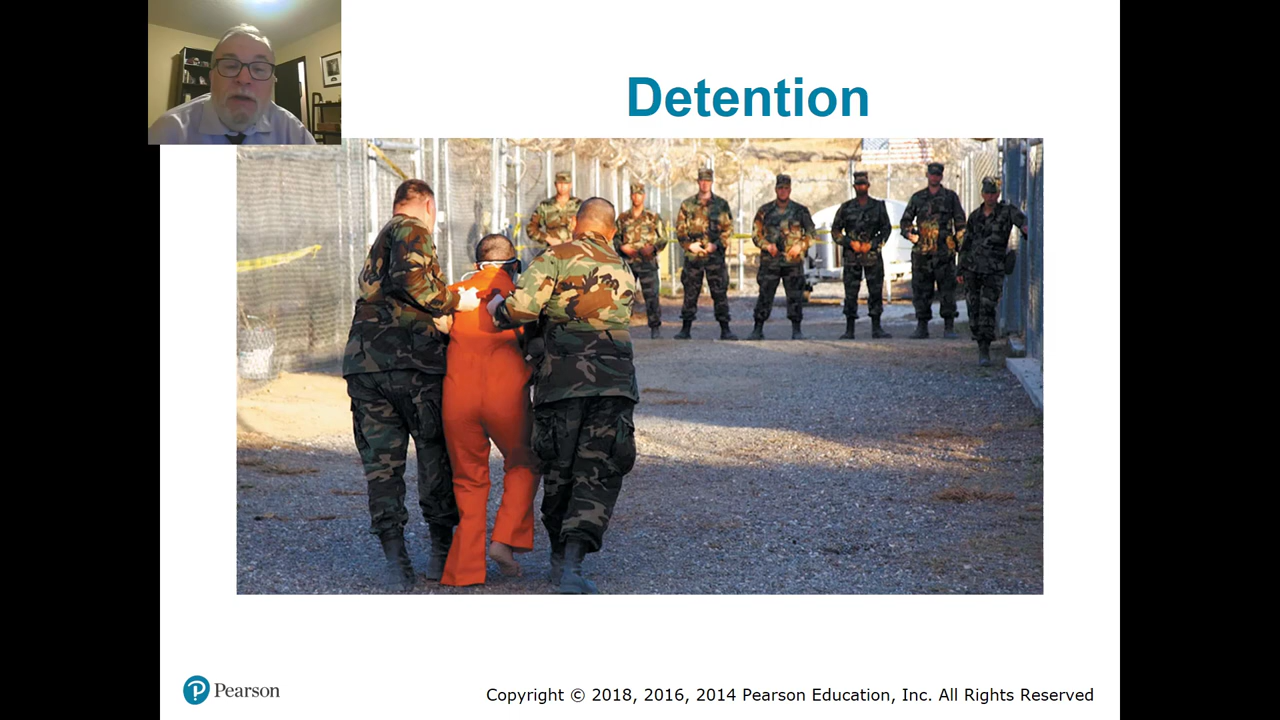 Detention
Pearson
Copyright © 2018, 2016, 2014 Pearson Education, Inc. All Rights Reserved